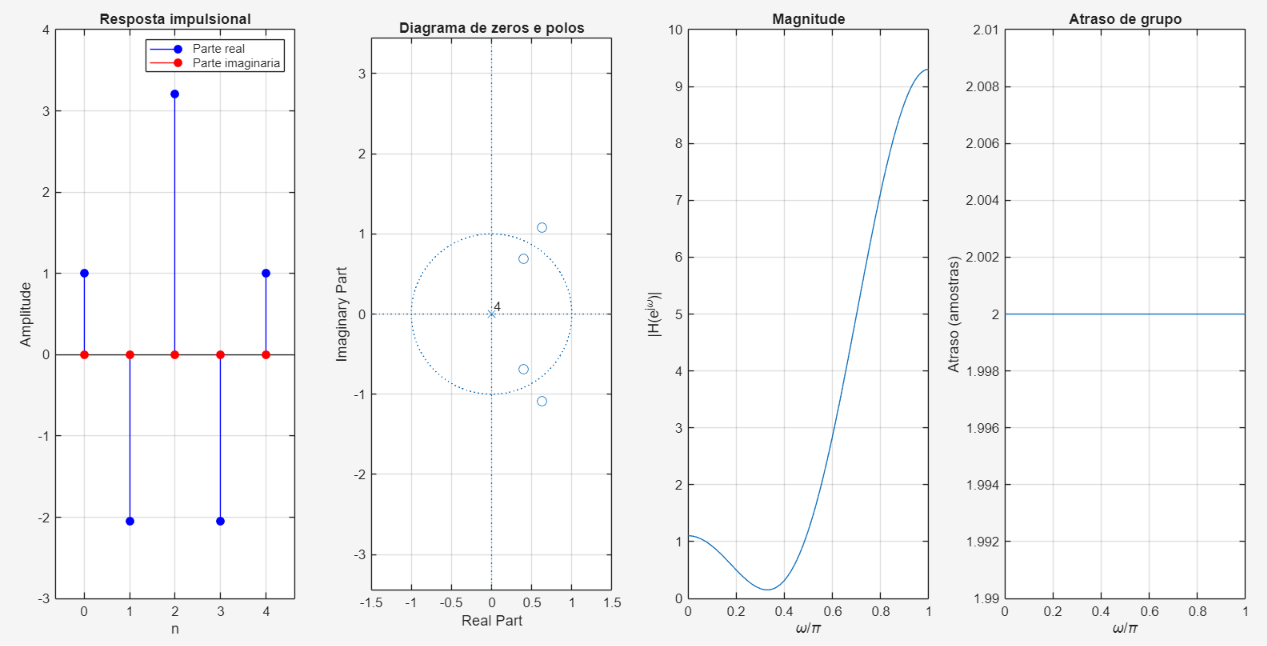 Resposta impulsional
4
3
2
1
0
-1
-2
-3
Amplitude
Parte real
Parte imaginaria
0 1 2 3 4
n
Diagrama de zeros e polos
3
2
1
0
-1
-2
-3
Imaginary Part
4
-1.5 -1 -0.5 0 0.5 1 1.5
Real Part
Magnitude
10
9
8
7
6
5
4
3
2
1
0
|H(e^jω)|
0 0.2 0.4 0.6 0.8 1
ω/π
Atraso de grupo
2.01
2.008
2.006
2.004
2.002
2
1.998
1.996
1.994
1.992
1.99
Atraso (amostras)
0 0.2 0.4 0.6 0.8 1
ω/π